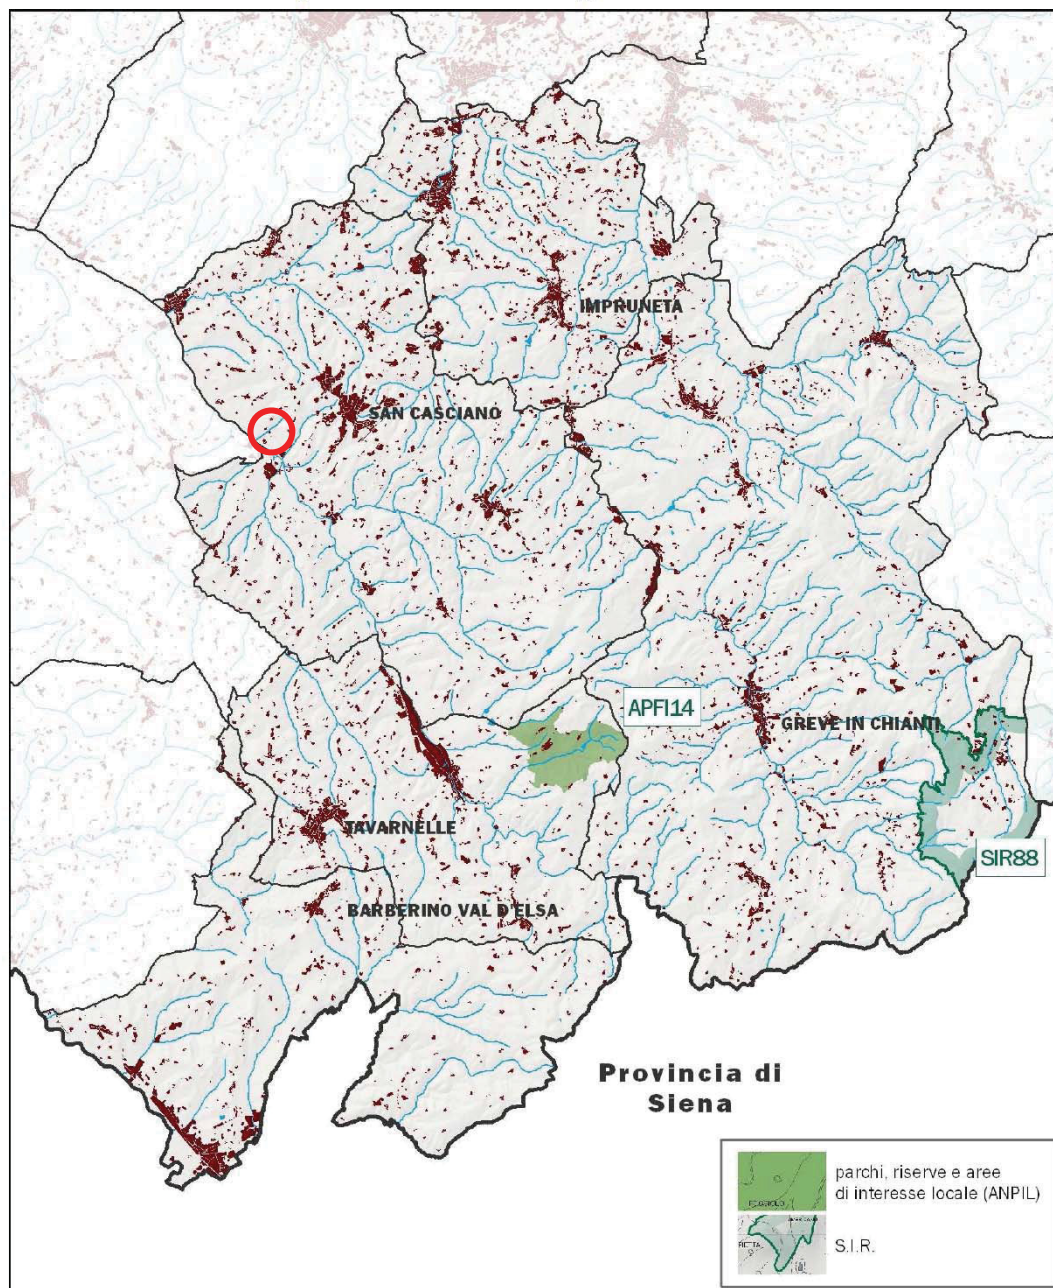 IMPRUNETA
SAN CASCIANO
APFI14
GREVE IN CHIANTI
TAVARNELLE
SIR88
BARBERINO VAL D'ELSA
Provincia di
Siena
parchi, riserve e aree
di interesse locale (ANPIL)
S.I.R.